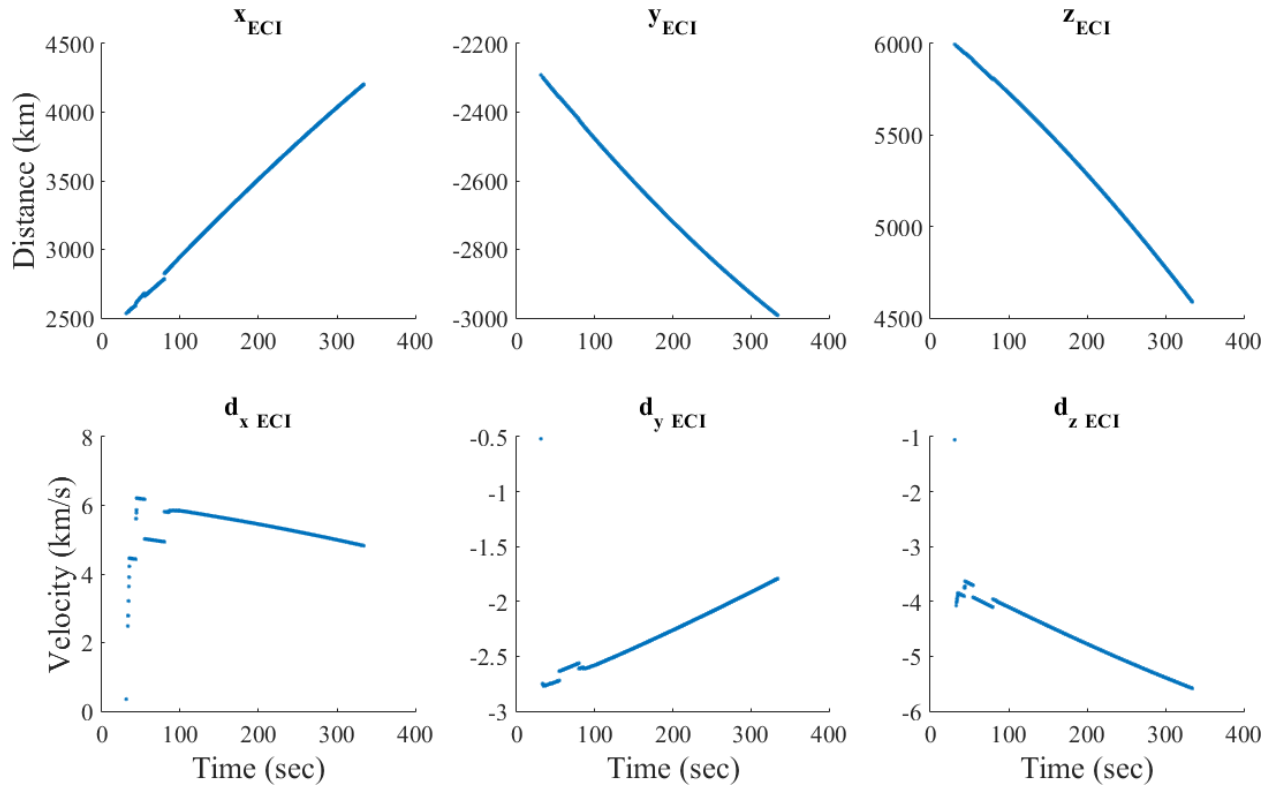 x_ECI
y_ECI
z_ECI
Distance (km)
4500
4000
3500
3000
2500
0 100 200 300 400
-2200
-2400
-2600
-2800
-3000
0 100 200 300 400
6000
5500
5000
4500
0 100 200 300 400
d_x ECI
d_y ECI
d_z ECI
Velocity (km/s)
8
6
4
2
0
0 100 200 300 400
Time (sec)
-0.5
-1
-1.5
-2
-2.5
-3
0 100 200 300 400
Time (sec)
-1
-2
-3
-4
-5
-6
0 100 200 300 400
Time (sec)